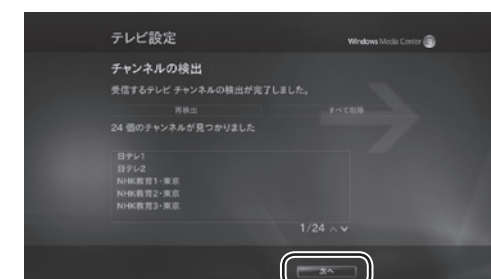 テレビ設定
Windows Media Center
チャンネルの検出
受信するテレビ チャンネルの検出が完了しました。
再検出
すべて削除
24 個のチャンネルが見つかりました
日テレ1
日テレ2
NHK教育1・東京
NHK教育2・東京
NHK教育3・東京
1/24
次へ